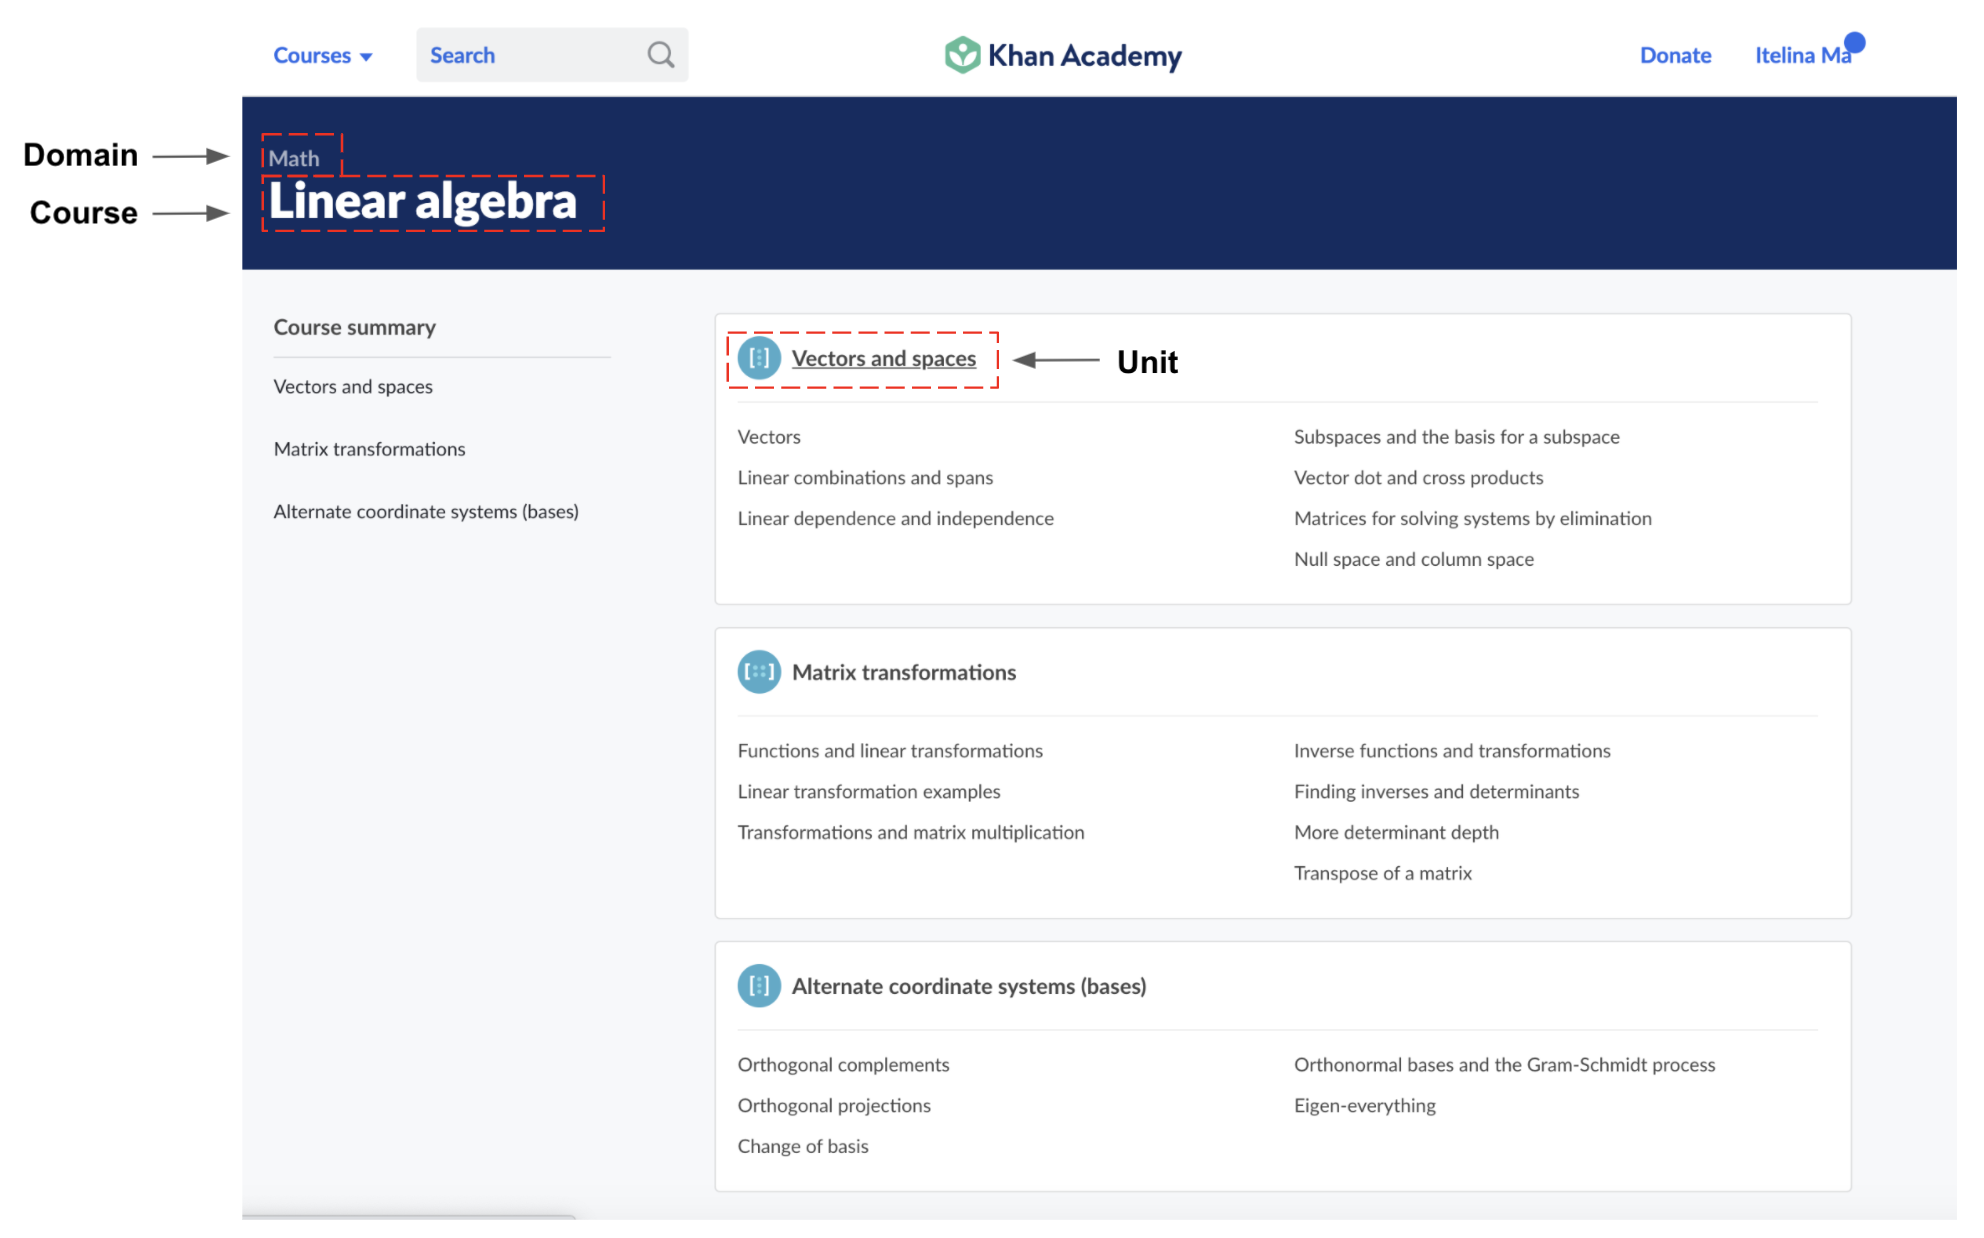 Courses
Search
Khan Academy
Donate
Itelina Ma
Domain
Math
Course
Linear algebra
Course summary
Vectors and spaces
Matrix transformations
Alternate coordinate systems (bases)
Vectors and spaces
Unit
Vectors
Linear combinations and spans
Linear dependence and independence
Subspaces and the basis for a subspace
Vector dot and cross products
Matrices for solving systems by elimination
Null space and column space
Matrix transformations
Functions and linear transformations
Linear transformation examples
Transformations and matrix multiplication
Inverse functions and transformations
Finding inverses and determinants
More determinant depth
Transpose of a matrix
Alternate coordinate systems (bases)
Orthogonal complements
Orthogonal projections
Change of basis
Orthonormal bases and the Gram-Schmidt process
Eigen-everything